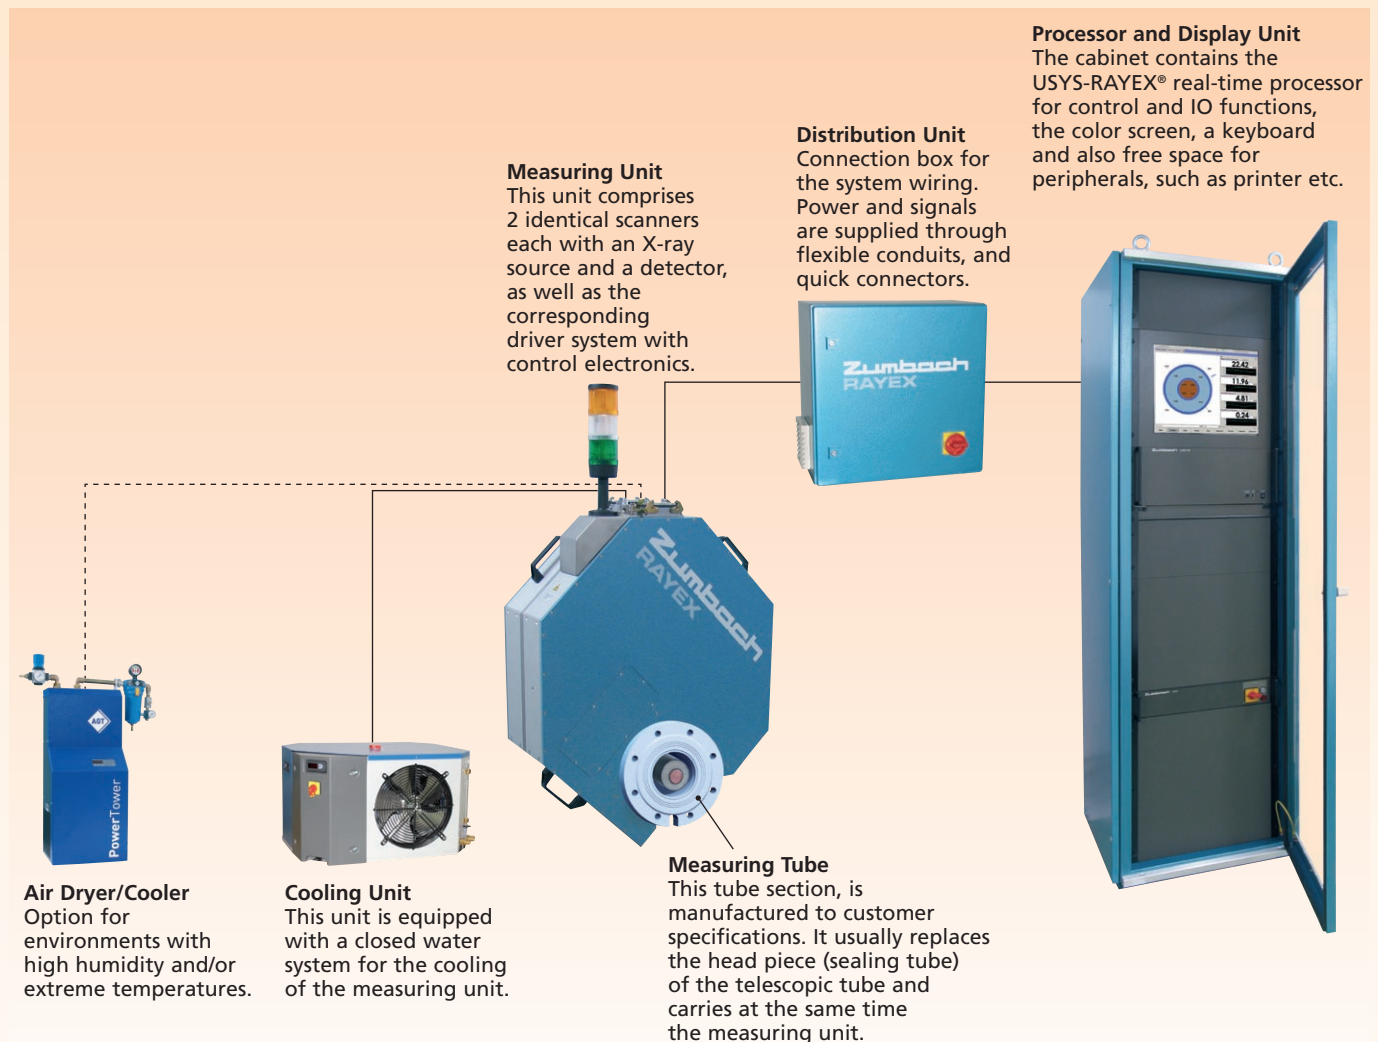 Processor and Display Unit
The cabinet contains the
USYS-RAYEX® real-time processor
for control and IO functions,
the color screen, a keyboard
and also free space for
peripherals, such as printer etc.
Distribution Unit
Connection box for
the system wiring.
Power and signals
are supplied through
flexible conduits, and
quick connectors.
Measuring Unit
This unit comprises
2 identical scanners
each with an X-ray
source and a detector,
as well as the
corresponding
driver system with
control electronics.
Zumbach
RAYEX
22.42
11.96
4.81
0.24
Zumbach
Zumbach
RAYEX
AGT
PowerTower
Air Dryer/Cooler
Option for
environments with
high humidity and/or
extreme temperatures.
Cooling Unit
This unit is equipped
with a closed water
system for the cooling
of the measuring unit.
Measuring Tube
This tube section, is
manufactured to customer
specifications. It usually replaces
the head piece (sealing tube)
of the telescopic tube and
carries at the same time
the measuring unit.